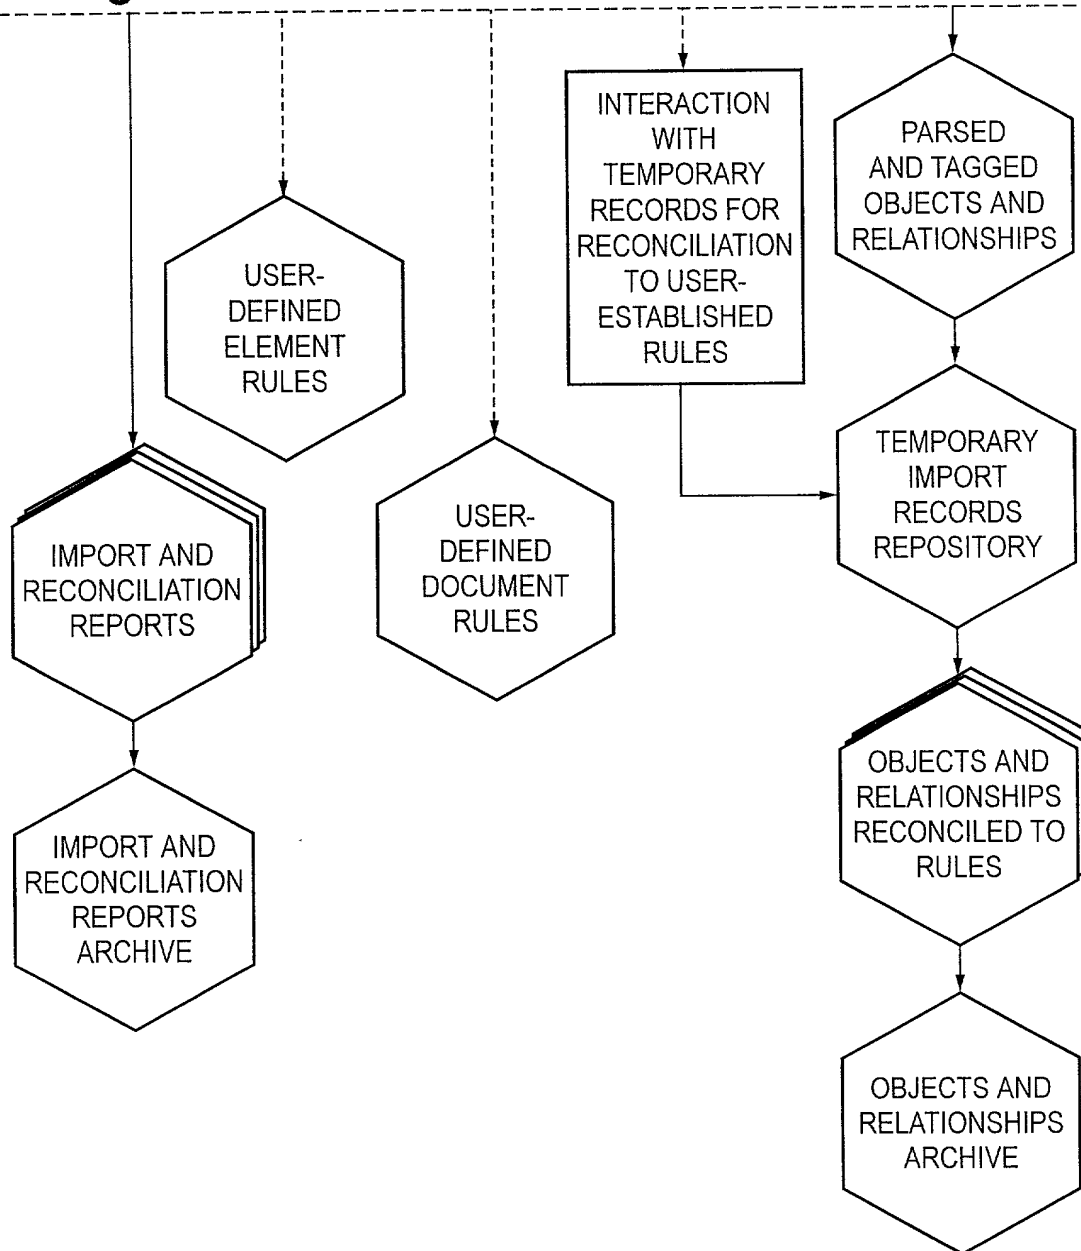 INTERACTION
WITH
TEMPORARY
RECORDS FOR
RECONCILIATION
TO USER-
ESTABLISHED
RULES
PARSED
AND TAGGED
OBJECTS AND
RELATIONSHIPS
USER-
DEFINED
ELEMENT
RULES
TEMPORARY
IMPORT
RECORDS
REPOSITORY
USER-
DEFINED
DOCUMENT
RULES
IMPORT AND
RECONCILIATION
REPORTS
OBJECTS AND
RELATIONSHIPS
RECONCILED TO
RULES
IMPORT AND
RECONCILIATION
REPORTS
ARCHIVE
OBJECTS AND
RELATIONSHIPS
ARCHIVE